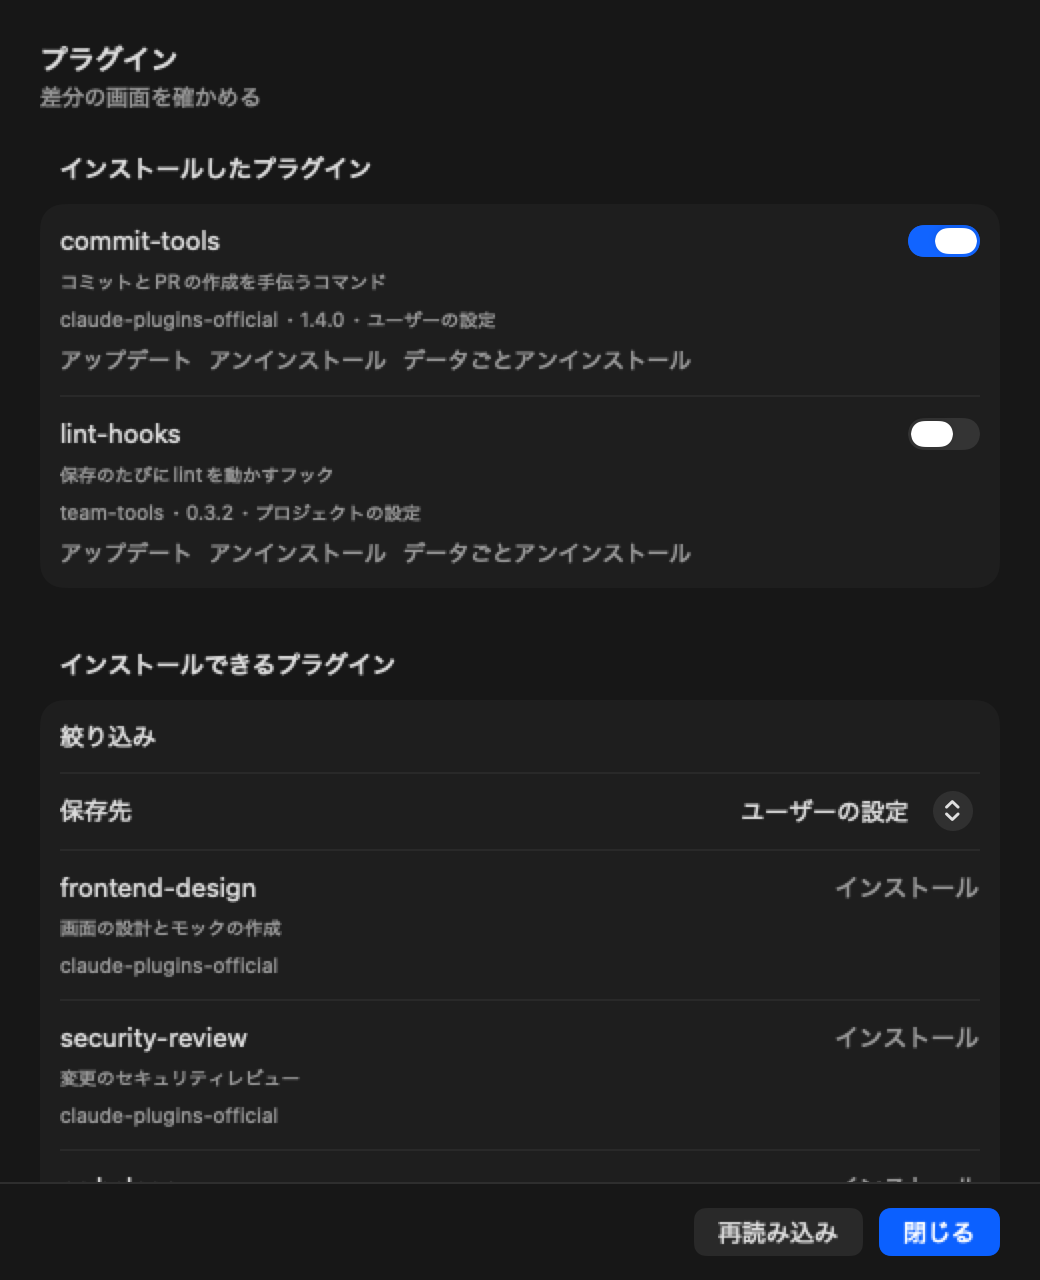 プラグイン
差分の画面を確かめる
インストールしたプラグイン
commit-tools
コミットとPRの作成を手伝うコマンド
claude-plugins-official · 1.4.0 · ユーザーの設定
アップデート アンインストール データごとアンインストール
lint-hooks
保存のたびにlintを動かすフック
team-tools · 0.3.2 · プロジェクトの設定
アップデート アンインストール データごとアンインストール
インストールできるプラグイン
絞り込み
保存先 ユーザーの設定
frontend-design インストール
画面の設計とモックの作成
claude-plugins-official
security-review インストール
変更のセキュリティレビュー
claude-plugins-official
再読み込み 閉じる